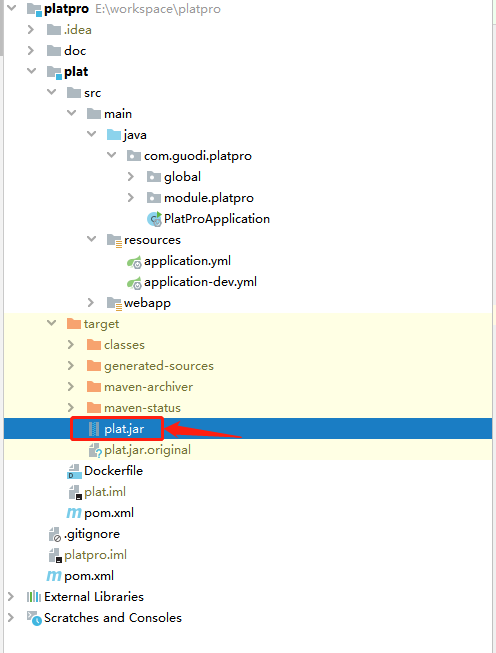 platpro E:\workspace\platpro
.idea
doc
plat
src
main
java
com.guodi.platpro
global
module.platpro
PlatProApplication
resources
application.yml
application-dev.yml
webapp
target
classes
generated-sources
maven-archiver
maven-status
plat.jar
plat.jar.original
Dockerfile
plat.iml
pom.xml
.gitignore
platpro.iml
pom.xml
External Libraries
Scratches and Consoles